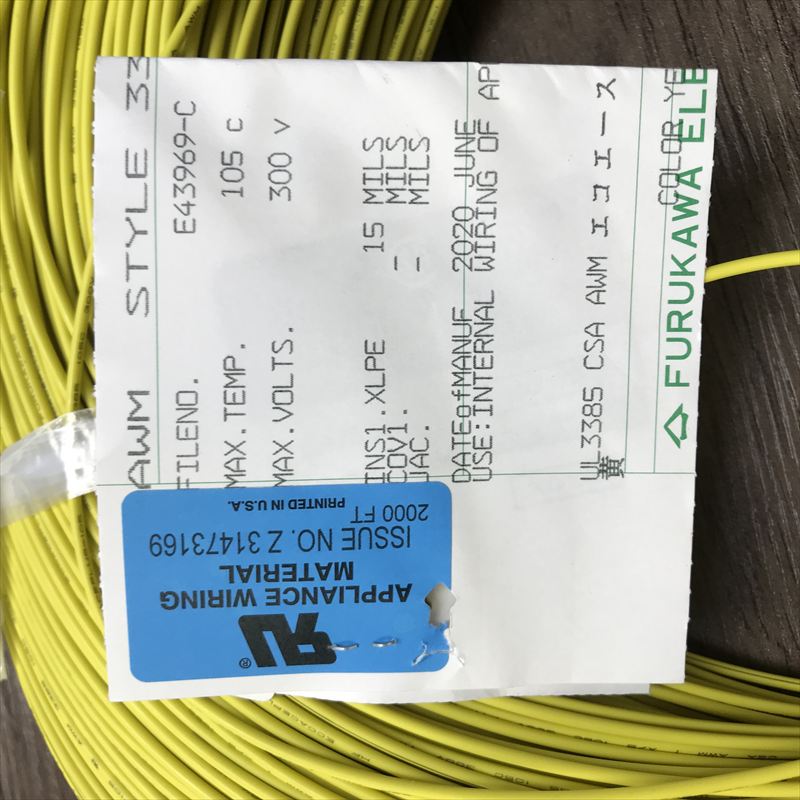 AWM STYLE 33
FILENO. E43969-C
MAX.TEMP. 105 c
MAX.VOLTS. 300 v
INS1.XLPE 15 MILS
COV1. — MILS
JAC. — MILS
DATEofMANUF 2020 JUNE
USE:INTERNAL WIRING OF AP
UL3385 CSA AWM エコエース
黄
COLOR YE
FURUKAWA ELE
UR
®
APPLIANCE WIRING
MATERIAL
ISSUE NO. Z 31473169
2000 FT
PRINTED IN U.S.A.